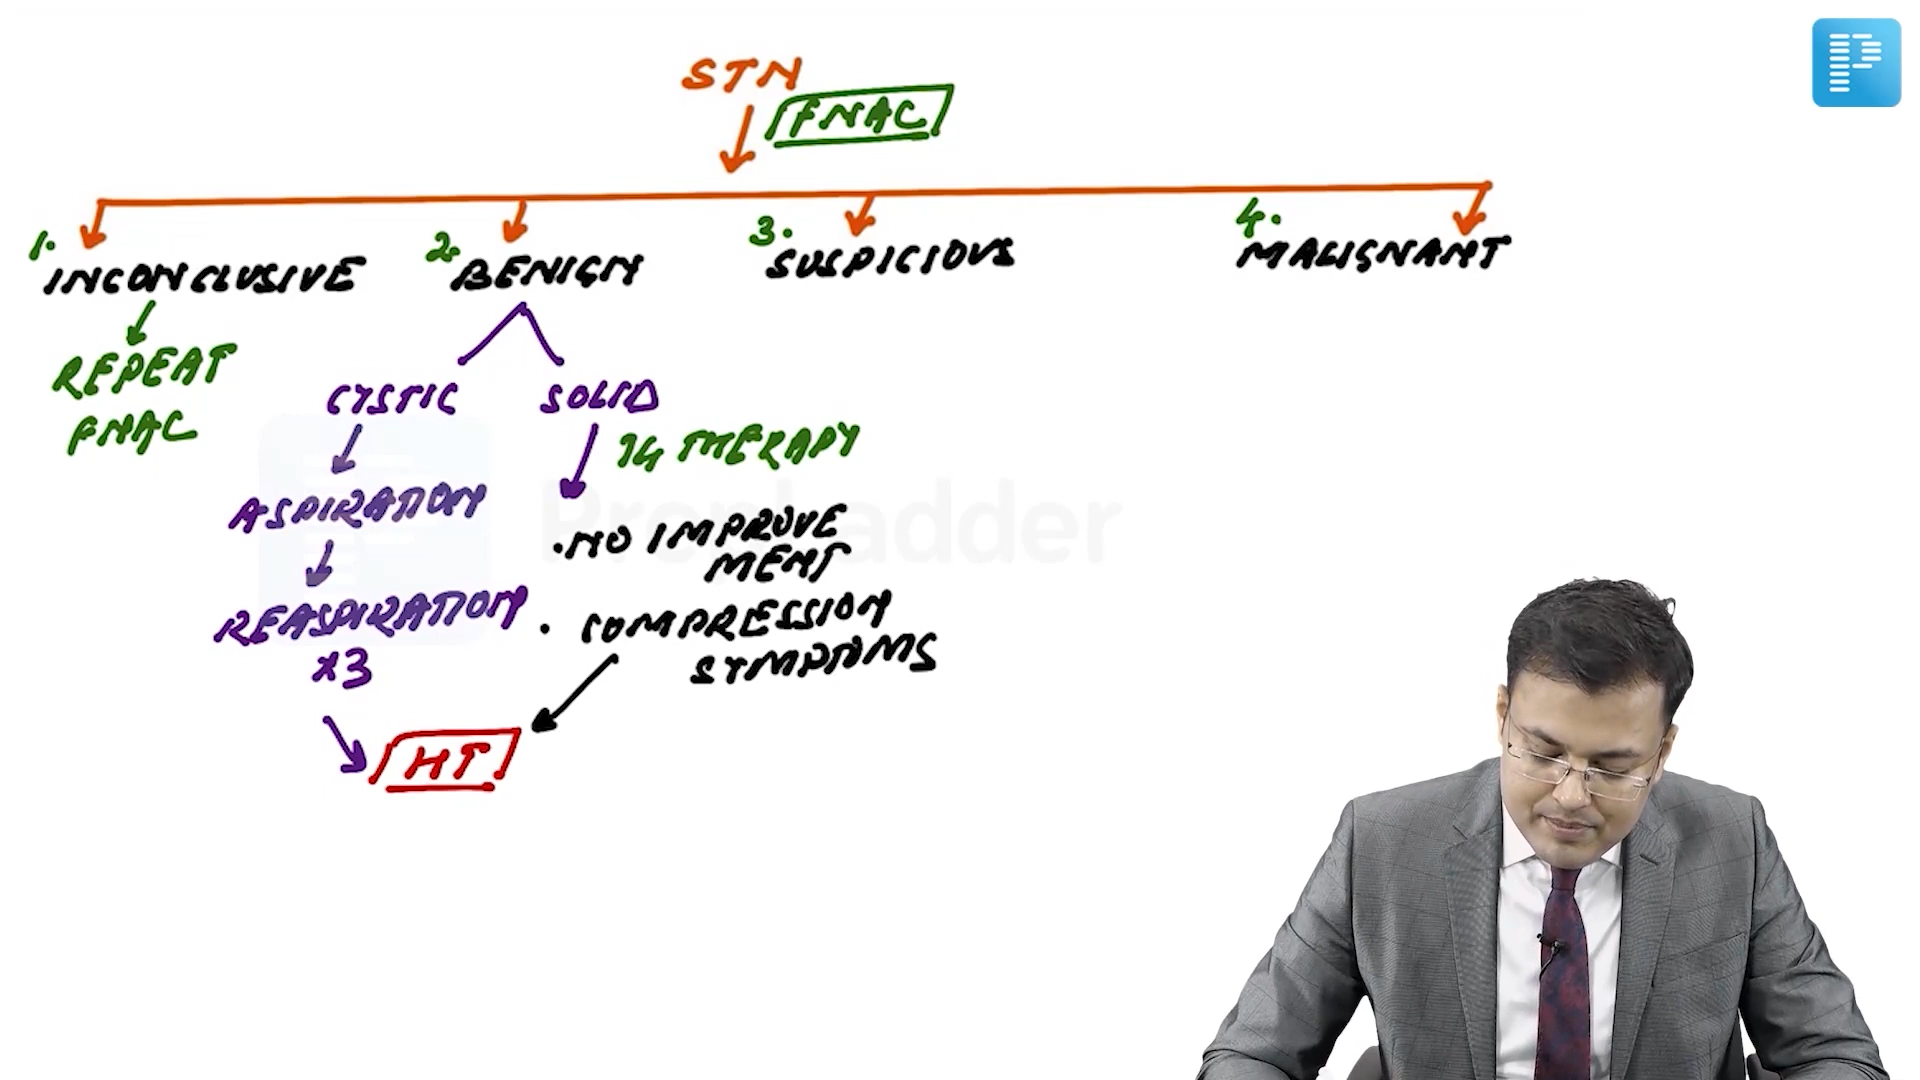 STN
FNAC
1. INCONCLUSIVE
2. BENIGN
3. SUSPICIOUS
4. MALIGNANT
REPEAT
FNAC
CYSTIC
SOLID
T4 THERAPY
ASPIRATION
REASPIRATION
x3
• NO IMPROVE
MENT
• COMPRESSION
SYMPTOMS
HT
PrepLadder